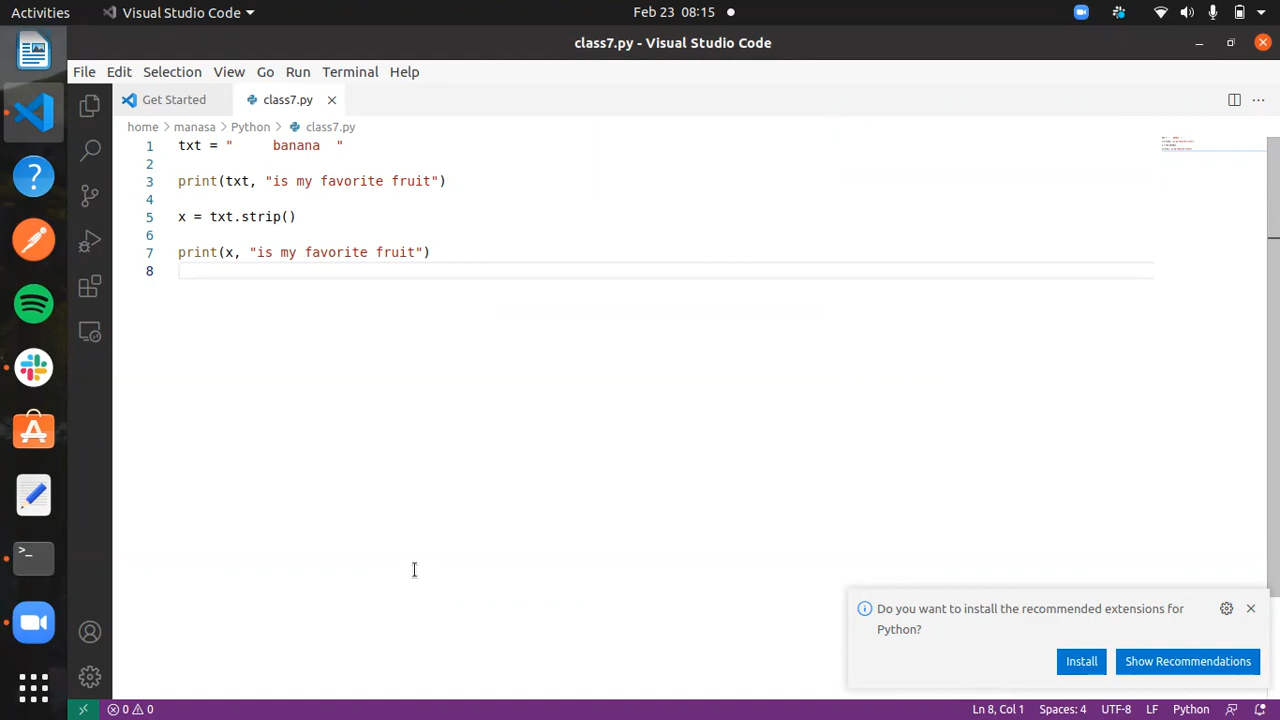 Activities Visual Studio Code Feb 23 08:15
class7.py - Visual Studio Code
File Edit Selection View Go Run Terminal Help
Get Started class7.py
home > manasa > Python > class7.py
1 txt = "     banana  "
2
3 print(txt, "is my favorite fruit")
4
5 x = txt.strip()
6
7 print(x, "is my favorite fruit")
8
Do you want to install the recommended extensions for
Python?
Install Show Recommendations
0 0 Ln 8, Col 1 Spaces: 4 UTF-8 LF Python